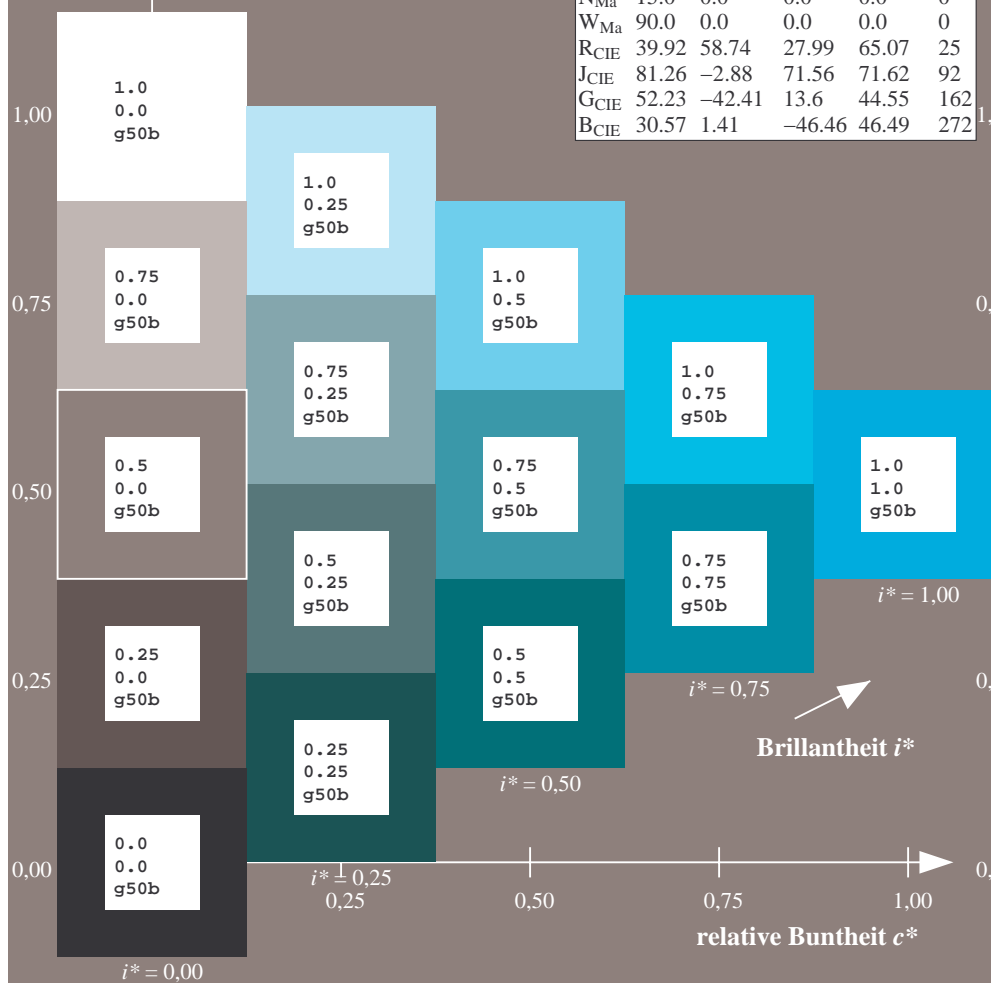 W_Ma 90.0 0.0 0.0 0.0 0
R_CIE 39.92 58.74 27.99 65.07 25
J_CIE 81.26 –2.88 71.56 71.62 92
G_CIE 52.23 –42.41 13.6 44.55 162
B_CIE 30.57 1.41 –46.46 46.49 272
1,00
1.0
0.0
g50b
1.0
0.25
g50b
0,75
0.75
0.0
g50b
1.0
0.5
g50b
0,
0.75
0.25
g50b
1.0
0.75
g50b
0,50
0.5
0.0
g50b
0.75
0.5
g50b
1.0
1.0
g50b
0,
0.5
0.25
g50b
0.75
0.75
g50b
i* = 1,00
0,25
0.25
0.0
g50b
0.5
0.5
g50b
i* = 0,75
0,
Brillantheit i*
0.25
0.25
g50b
i* = 0,50
0,00
0.0
0.0
g50b
i* = 0,25
0,
0,25 0,50 0,75 1,00
relative Buntheit c*
i* = 0,00